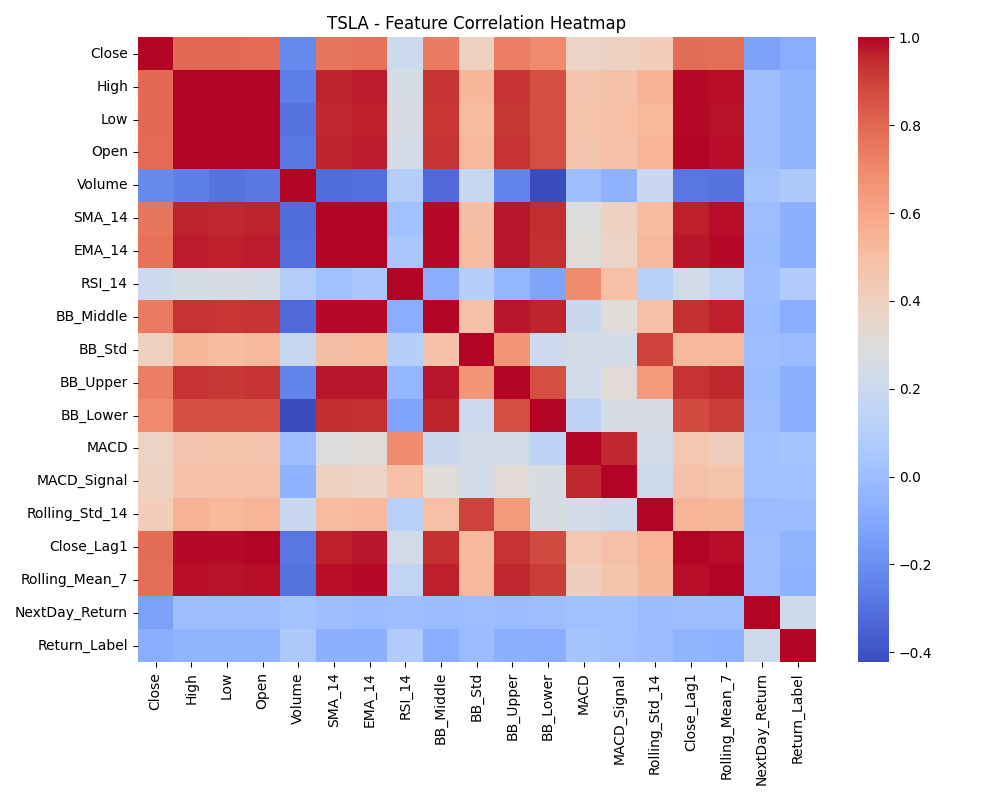 TSLA - Feature Correlation Heatmap
Close
High
Low
Open
Volume
SMA_14
EMA_14
RSI_14
BB_Middle
BB_Std
BB_Upper
BB_Lower
MACD
MACD_Signal
Rolling_Std_14
Close_Lag1
Rolling_Mean_7
NextDay_Return
Return_Label
Close
High
Low
Open
Volume
SMA_14
EMA_14
RSI_14
BB_Middle
BB_Std
BB_Upper
BB_Lower
MACD
MACD_Signal
Rolling_Std_14
Close_Lag1
Rolling_Mean_7
NextDay_Return
Return_Label
1.0
0.8
0.6
0.4
0.2
0.0
−0.2
−0.4